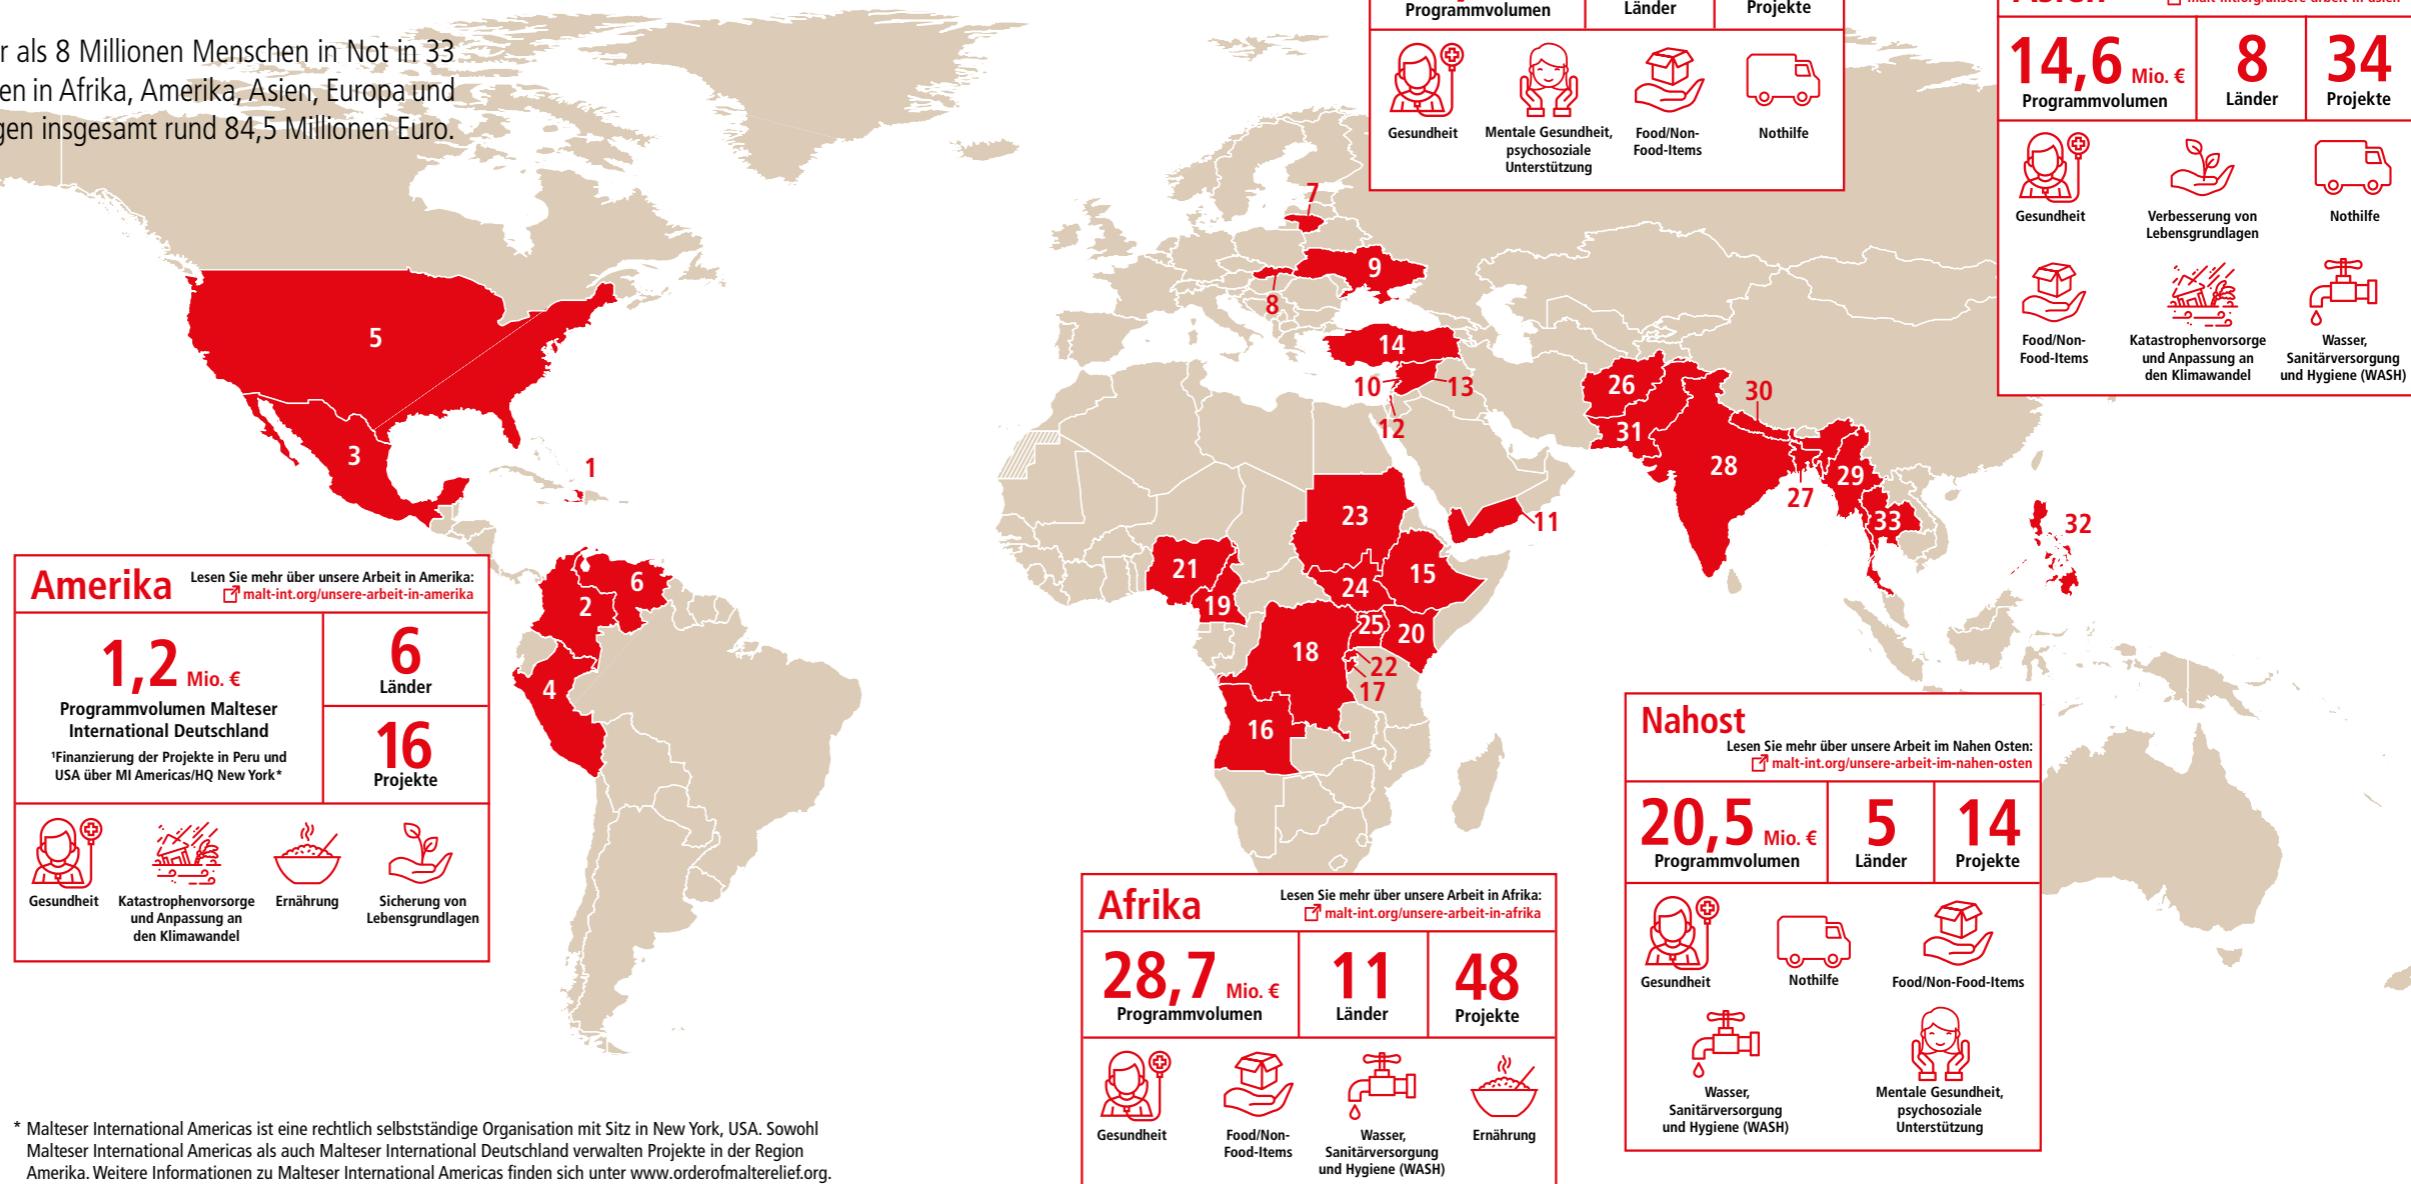 als 8 Millionen Menschen in Not in 33
in Afrika, Amerika, Asien, Europa und
insgesamt rund 84,5 Millionen Euro.
Programmvolumen
Länder
Projekte
Gesundheit
Mentale Gesundheit,
psychosoziale
Unterstützung
Food/Non-
Food-Items
Nothilfe
malt-int.org/unsere-arbeit-in-asien
14,6 Mio. €
Programmvolumen
8
Länder
34
Projekte
Gesundheit
Verbesserung von
Lebensgrundlagen
Nothilfe
Food/Non-
Food-Items
Katastrophenvorsorge
und Anpassung an
den Klimawandel
Wasser,
Sanitärversorgung
und Hygiene (WASH)
7
9
8
5
14
10
13
12
3
1
26
30
31
28
29
27
33
32
11
23
21
24
15
19
25
20
18
22
17
16
6
2
4
Amerika
Lesen Sie mehr über unsere Arbeit in Amerika:
malt-int.org/unsere-arbeit-in-amerika
1,2 Mio. €
Programmvolumen Malteser
International Deutschland
¹Finanzierung der Projekte in Peru und
USA über MI Americas/HQ New York*
6
Länder
16
Projekte
Gesundheit
Katastrophenvorsorge
und Anpassung an
den Klimawandel
Ernährung
Sicherung von
Lebensgrundlagen
Nahost
Lesen Sie mehr über unsere Arbeit im Nahen Osten:
malt-int.org/unsere-arbeit-im-nahen-osten
20,5 Mio. €
Programmvolumen
5
Länder
14
Projekte
Gesundheit
Nothilfe
Food/Non-Food-Items
Wasser,
Sanitärversorgung
und Hygiene (WASH)
Mentale Gesundheit,
psychosoziale
Unterstützung
Afrika
Lesen Sie mehr über unsere Arbeit in Afrika:
malt-int.org/unsere-arbeit-in-afrika
28,7 Mio. €
Programmvolumen
11
Länder
48
Projekte
Gesundheit
Food/Non-
Food-Items
Wasser,
Sanitärversorgung
und Hygiene (WASH)
Ernährung
* Malteser International Americas ist eine rechtlich selbstständige Organisation mit Sitz in New York, USA. Sowohl
Malteser International Americas als auch Malteser International Deutschland verwalten Projekte in der Region
Amerika. Weitere Informationen zu Malteser International Americas finden sich unter www.orderofmalterelief.org.